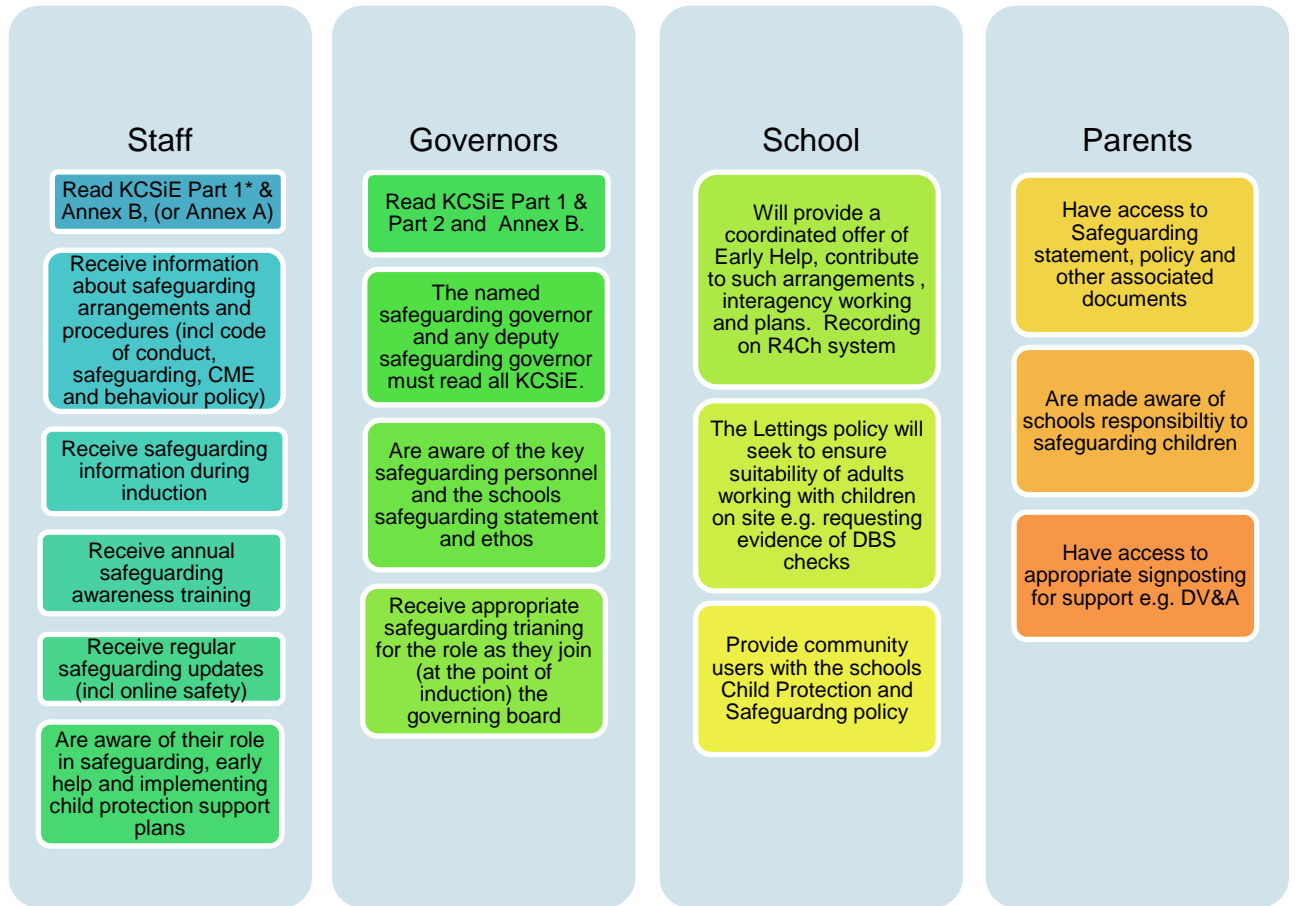 Staff
Read KCSiE Part 1* &
Annex B, (or Annex A)
Receive information
about safeguarding
arrangements and
procedures (incl code
of conduct,
safeguarding, CME
and behaviour policy)
Receive safeguarding
information during
induction
Receive annual
safeguarding
awareness training
Receive regular
safeguarding updates
(incl online safety)
Are aware of their role
in safeguarding, early
help and implementing
child protection support
plans
Governors
Read KCSiE Part 1 &
Part 2 and Annex B.
The named
safeguarding governor
and any deputy
safeguarding governor
must read all KCSiE.
Are aware of the key
safeguarding personnel
and the schools
safeguarding statement
and ethos
Receive appropriate
safeguarding trianing
for the role as they join
(at the point of
induction) the
governing board
School
Will provide a
coordinated offer of
Early Help, contribute
to such arrangements ,
interagency working
and plans. Recording
on R4Ch system
The Lettings policy will
seek to ensure
suitability of adults
working with children
on site e.g. requesting
evidence of DBS
checks
Provide community
users with the schools
Child Protection and
Safeguardng policy
Parents
Have access to
Safeguarding
statement, policy and
other associated
documents
Are made aware of
schools responsibiltiy to
safeguarding children
Have access to
appropriate signposting
for support e.g. DV&A